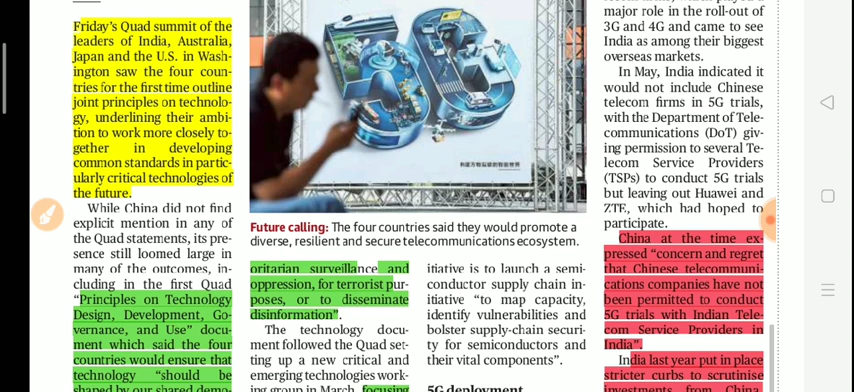 Friday's Quad summit of the
leaders of India, Australia,
Japan and the U.S. in Wash-
ington saw the four coun-
tries for the first time outline
joint principles on technolo-
gy, underlining their ambi-
tion to work more closely to-
gether in developing
common standards in partic-
ularly critical technologies of
the future.
While China did not find
explicit mention in any of
the Quad statements, its pre-
sence still loomed large in
many of the outcomes, in-
cluding in the first Quad
"Principles on Technology
Design, Development, Go-
vernance, and Use" docu-
ment which said the four
countries would ensure that
technology "should be
shaped by our shared demo-
5G
Future calling: The four countries said they would promote a
diverse, resilient and secure telecommunications ecosystem.
oritarian surveillance and
oppression, for terrorist pur-
poses, or to disseminate
disinformation".
The technology docu-
ment followed the Quad set-
ting up a new critical and
emerging technologies work-
ing group in March, focusing
itiative is to launch a semi-
conductor supply chain in-
itiative "to map capacity,
identify vulnerabilities and
bolster supply-chain securi-
ty for semiconductors and
their vital components".
5G deployment
major role in the roll-out of
3G and 4G and came to see
India as among their biggest
overseas markets.
In May, India indicated it
would not include Chinese
telecom firms in 5G trials,
with the Department of Tele-
communications (DoT) giv-
ing permission to several Te-
lecom Service Providers
(TSPs) to conduct 5G trials
but leaving out Huawei and
ZTE, which had hoped to
participate.
China at the time ex-
pressed "concern and regret
that Chinese telecommuni-
cations companies have not
been permitted to conduct
5G trials with Indian Tele-
com Service Providers in
India".
India last year put in place
stricter curbs to scrutinise
investments from China,